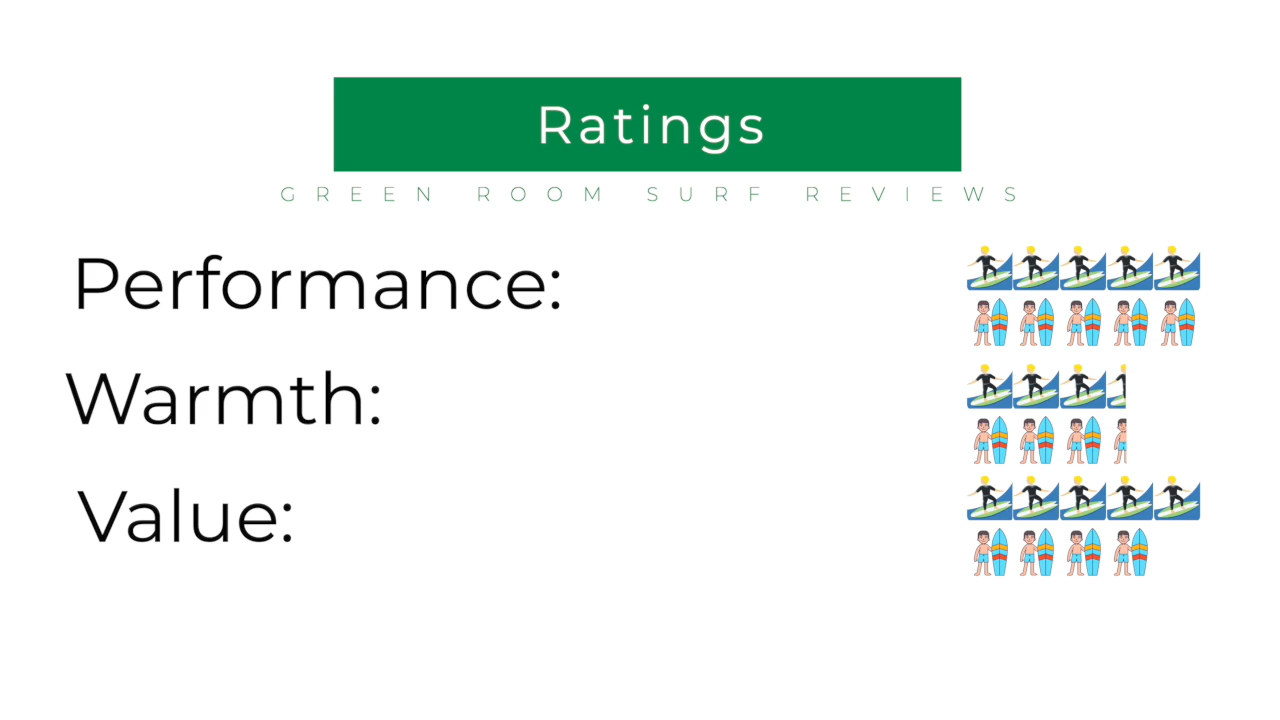 Ratings
GREEN ROOM SURF REVIEWS
Performance:
Warmth:
Value: